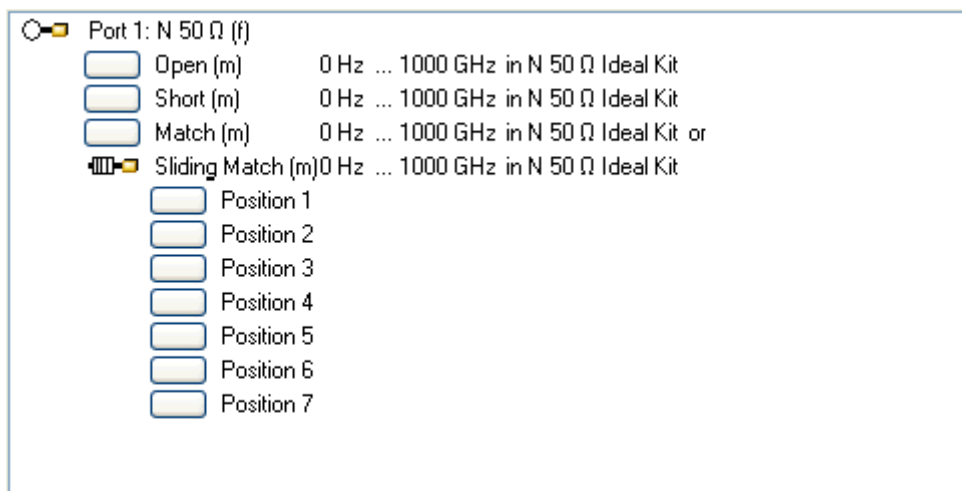 Port 1: N 50 Ω (f)
Open (m) 0 Hz ... 1000 GHz in N 50 Ω Ideal Kit
Short (m) 0 Hz ... 1000 GHz in N 50 Ω Ideal Kit
Match (m) 0 Hz ... 1000 GHz in N 50 Ω Ideal Kit or
Sliding Match (m)0 Hz ... 1000 GHz in N 50 Ω Ideal Kit
Position 1
Position 2
Position 3
Position 4
Position 5
Position 6
Position 7